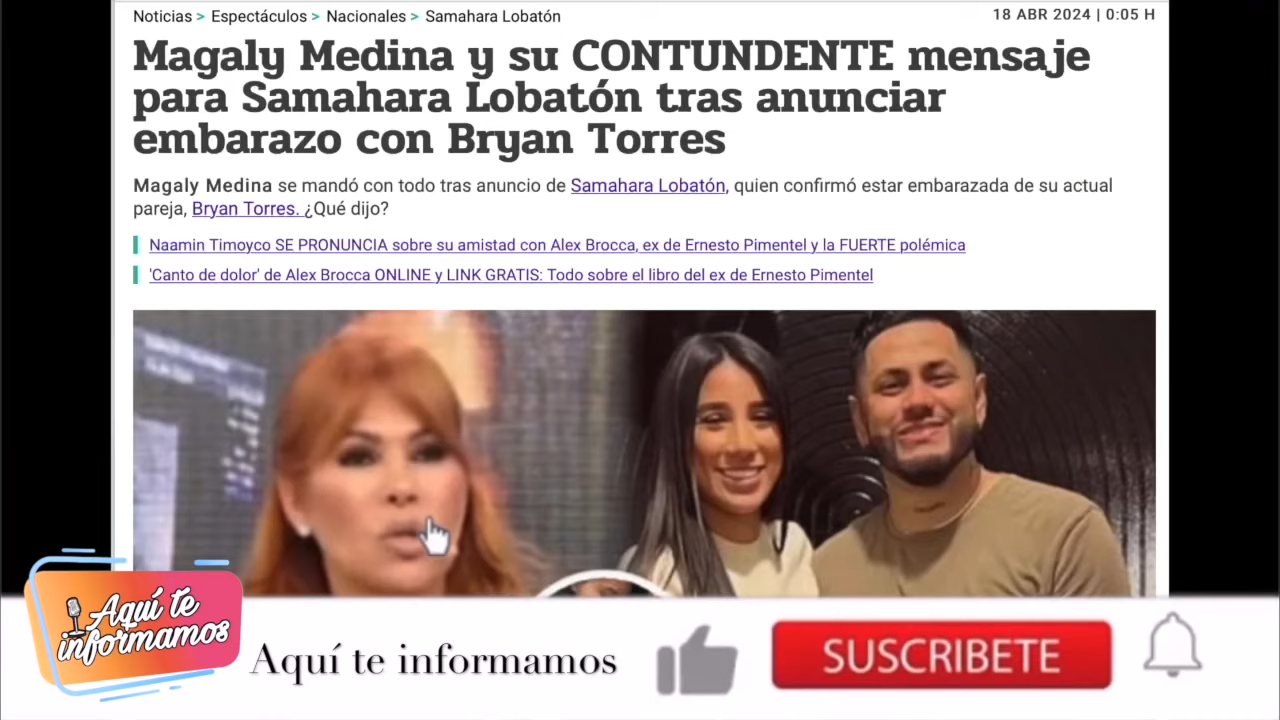 Noticias > Espectáculos > Nacionales > Samahara Lobatón
18 ABR 2024 | 0:05 H
Magaly Medina y su CONTUNDENTE mensaje
para Samahara Lobatón tras anunciar
embarazo con Bryan Torres
Magaly Medina se mandó con todo tras anuncio de Samahara Lobatón, quien confirmó estar embarazada de su actual
pareja, Bryan Torres. ¿Qué dijo?
Naamin Timoyco SE PRONUNCIA sobre su amistad con Alex Brocca, ex de Ernesto Pimentel y la FUERTE polémica
'Canto de dolor' de Alex Brocca ONLINE y LINK GRATIS: Todo sobre el libro del ex de Ernesto Pimentel
Aquí te
informamos
Aquí te informamos
SUSCRIBETE